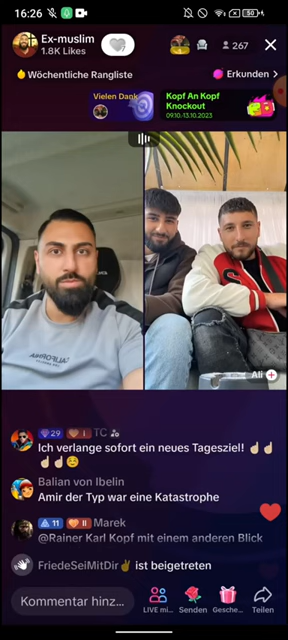 16:26
50
Ex-muslim
1.8K Likes
267
Wöchentliche Rangliste
Erkunden >
Vielen Dank
Kopf An Kopf
Knockout
09.10.-13.10.2023
CALIFORNIA
S
Ali
29 I TC
Ich verlange sofort ein neues Tagesziel! ☝🏻☝🏻
☝🏻☝🏻☺️
Balian von Ibelin
Amir der Typ war eine Katastrophe
11 II Marek
@Rainer Karl Kopf mit einem anderen Blick
FriedeSeiMitDir✌️ ist beigetreten
Kommentar hinz...
LIVE mi...
Senden
Gesche...
Teilen